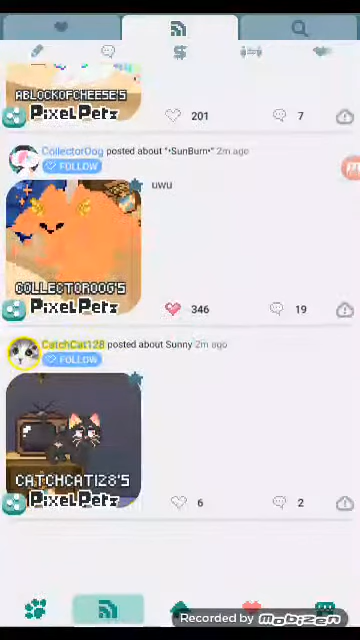 ABLOCKOFCHEESE'S
PixelPetz
201
7
CollectorOog posted about "•SunBurn•" 2m ago
FOLLOW
uwu
COLLECTOROOG'S
PixelPetz
346
19
CatchCat128 posted about Sunny 2m ago
FOLLOW
CATCHCAT128'S
PixelPetz
6
2
Recorded by mobizen